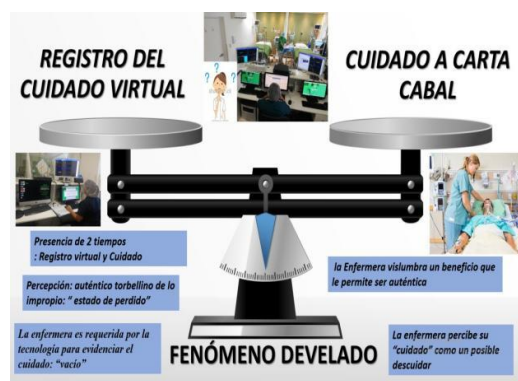 REGISTRO DEL
CUIDADO VIRTUAL
CUIDADO A CARTA
CABAL
Presencia de 2 tiempos
: Registro virtual y Cuidado
Percepción: auténtico torbellino de lo
impropio: “ estado de perdido”
La enfermera es requerida por la
tecnología para evidenciar el
cuidado: “vacío”
la Enfermera vislumbra un beneficio que
le permite ser auténtica
La enfermera percibe su
“cuidado” como un posible
descuidar
FENÓMENO DEVELADO